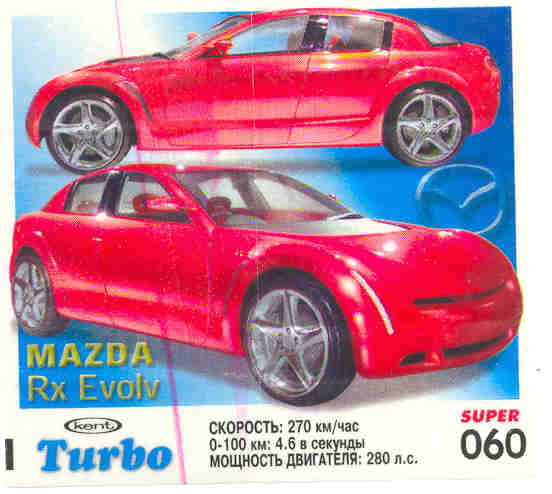 MAZDA
Rx Evolv
kent
Turbo
СКОРОСТЬ: 270 км/час
0-100 км: 4.6 в секунды
МОЩНОСТЬ ДВИГАТЕЛЯ: 280 л.с.
SUPER
060